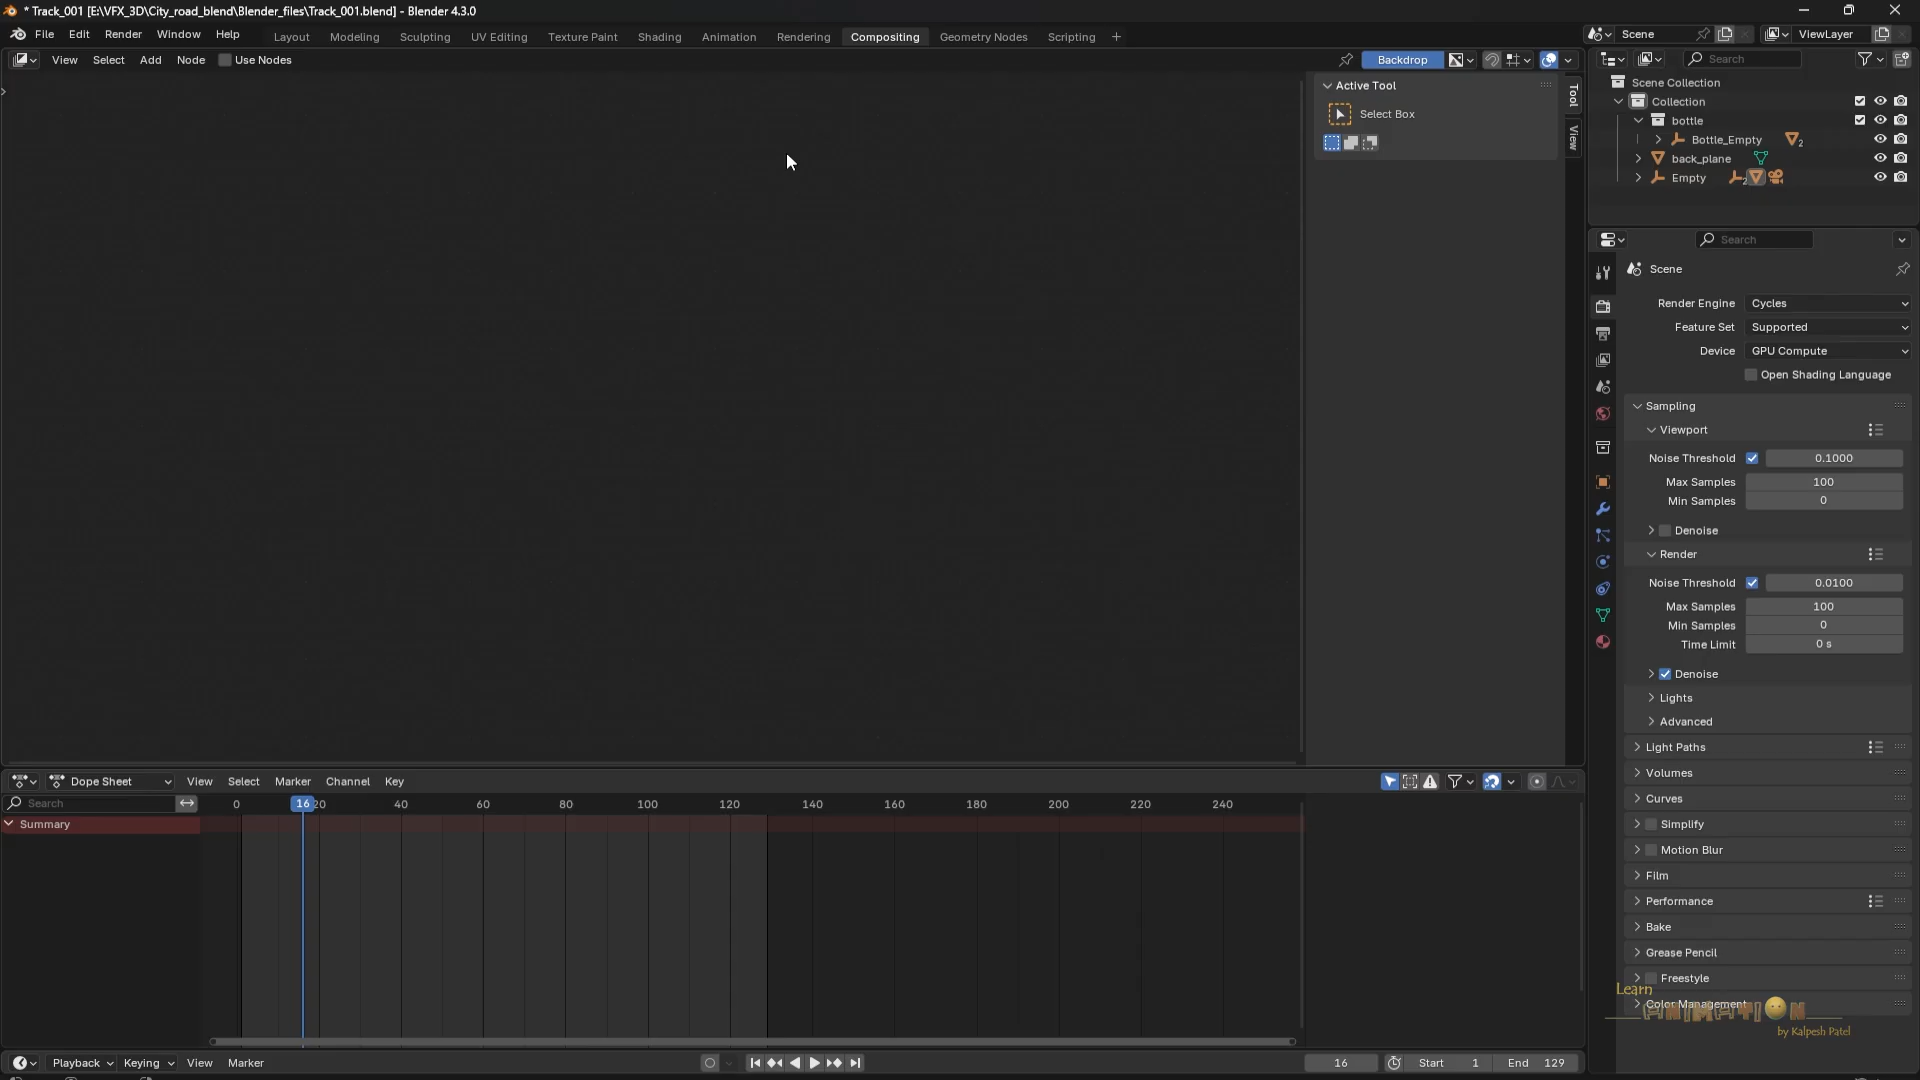 * Track_001 [E:\VFX_3D\City_road_blend\Blender_files\Track_001.blend] - Blender 4.3.0
File Edit Render Window Help Layout Modeling Sculpting UV Editing Texture Paint Shading Animation Rendering Compositing Geometry Nodes Scripting + Scene ViewLayer
View Select Add Node Use Nodes Backdrop Search
Active Tool
Select Box
Tool
View
Scene Collection
Collection
bottle
Bottle_Empty 2
back_plane
Empty 2
Search
Scene
Render Engine Cycles
Feature Set Supported
Device GPU Compute
Open Shading Language
Sampling
Viewport
Noise Threshold 0.1000
Max Samples 100
Min Samples 0
Denoise
Render
Noise Threshold 0.0100
Max Samples 100
Min Samples 0
Time Limit 0 s
Denoise
Lights
Advanced
Light Paths
Volumes
Curves
Simplify
Motion Blur
Film
Performance
Bake
Grease Pencil
Freestyle
Color Management
Learn
ANIMATION
by Kalpesh Patel
Dope Sheet View Select Marker Channel Key
Search 0 16 20 40 60 80 100 120 140 160 180 200 220 240
Summary
Playback Keying View Marker 16 Start 1 End 129